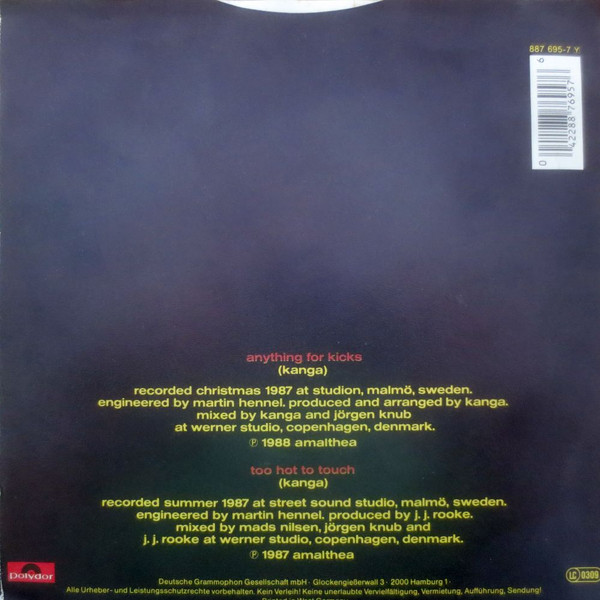 887 695-7 Y
0 42288 76957 6
anything for kicks
(kanga)
recorded christmas 1987 at studion, malmö, sweden.
engineered by martin hennel. produced and arranged by kanga.
mixed by kanga and jörgen knub
at werner studio, copenhagen, denmark.
℗ 1988 amalthea
too hot to touch
(kanga)
recorded summer 1987 at street sound studio, malmö, sweden.
engineered by martin hennel. produced by j. j. rooke.
mixed by mads nilsen, jörgen knub and
j. j. rooke at werner studio, copenhagen, denmark.
℗ 1987 amalthea
Polydor
LC 0309
Deutsche Grammophon Gesellschaft mbH · Glockengießerwall 3 · 2000 Hamburg 1 ·
Alle Urheber- und Leistungsschutzrechte vorbehalten. Kein Verleih! Keine unerlaubte Vervielfältigung, Vermietung, Aufführung, Sendung!
Printed in West Germany